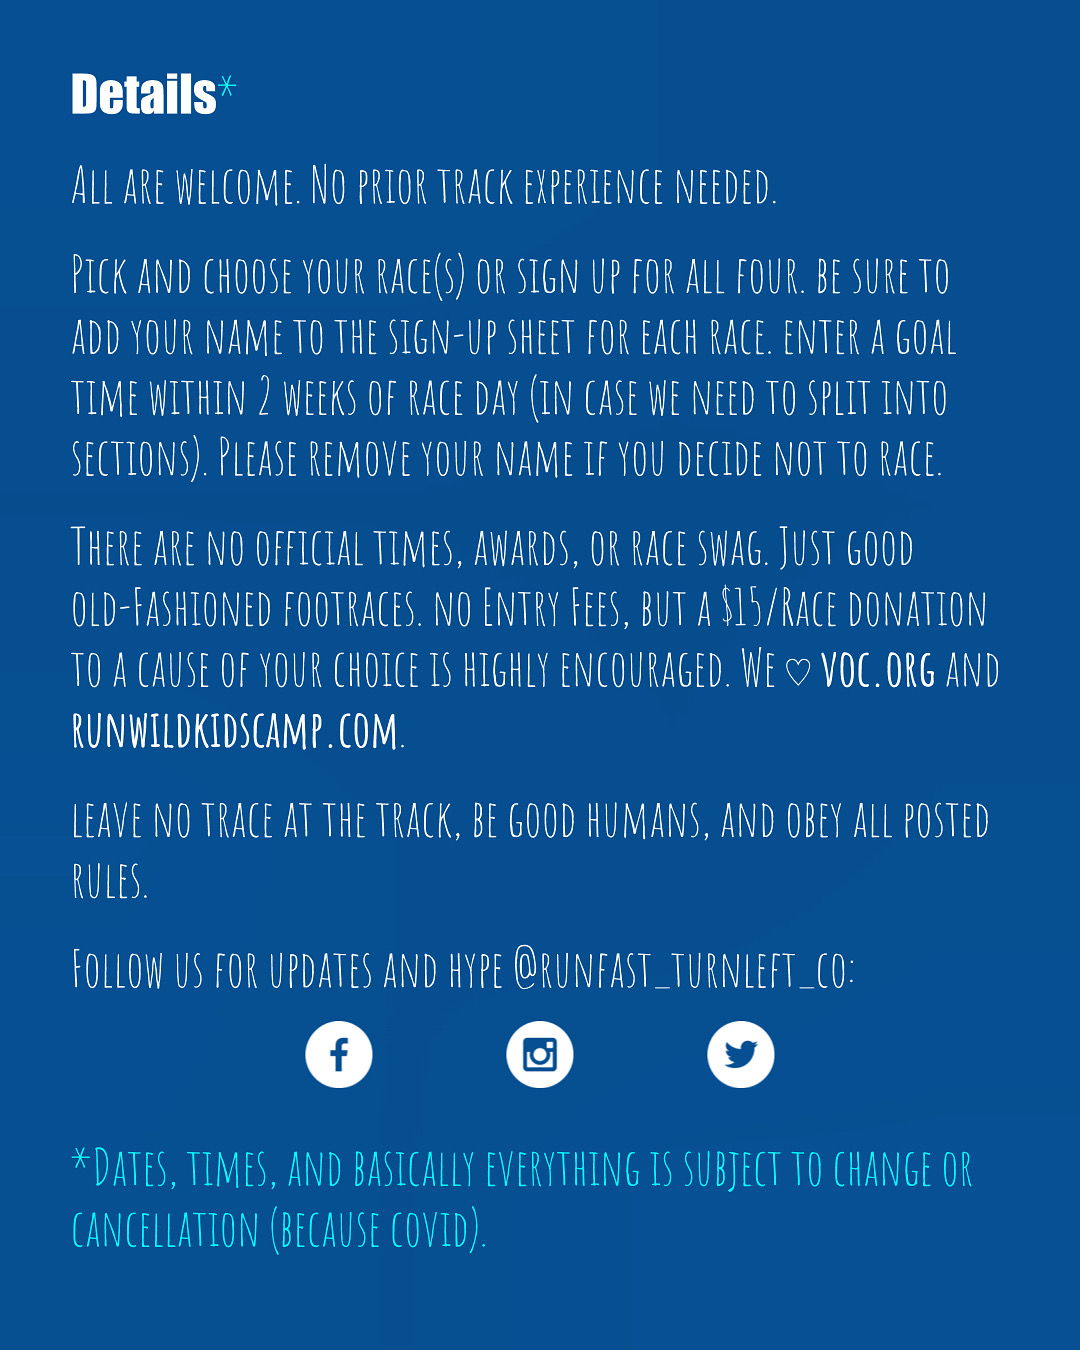 Details*
All are welcome. No prior track experience needed.
Pick and choose your race(s) or sign up for all four. be sure to
add your name to the sign-up sheet for each race. enter a goal
time within 2 weeks of race day (in case we need to split into
sections). Please remove your name if you decide not to race.
There are no official times, awards, or race swag. Just good
old-Fashioned footraces. no Entry Fees, but a $15/Race donation
to a cause of your choice is highly encouraged. We ♡ voc.org and
runwildkidscamp.com.
leave no trace at the track, be good humans, and obey all posted
rules.
Follow us for updates and hype @runfast_turnleft_co:
*Dates, times, and basically everything is subject to change or
cancellation (because covid).